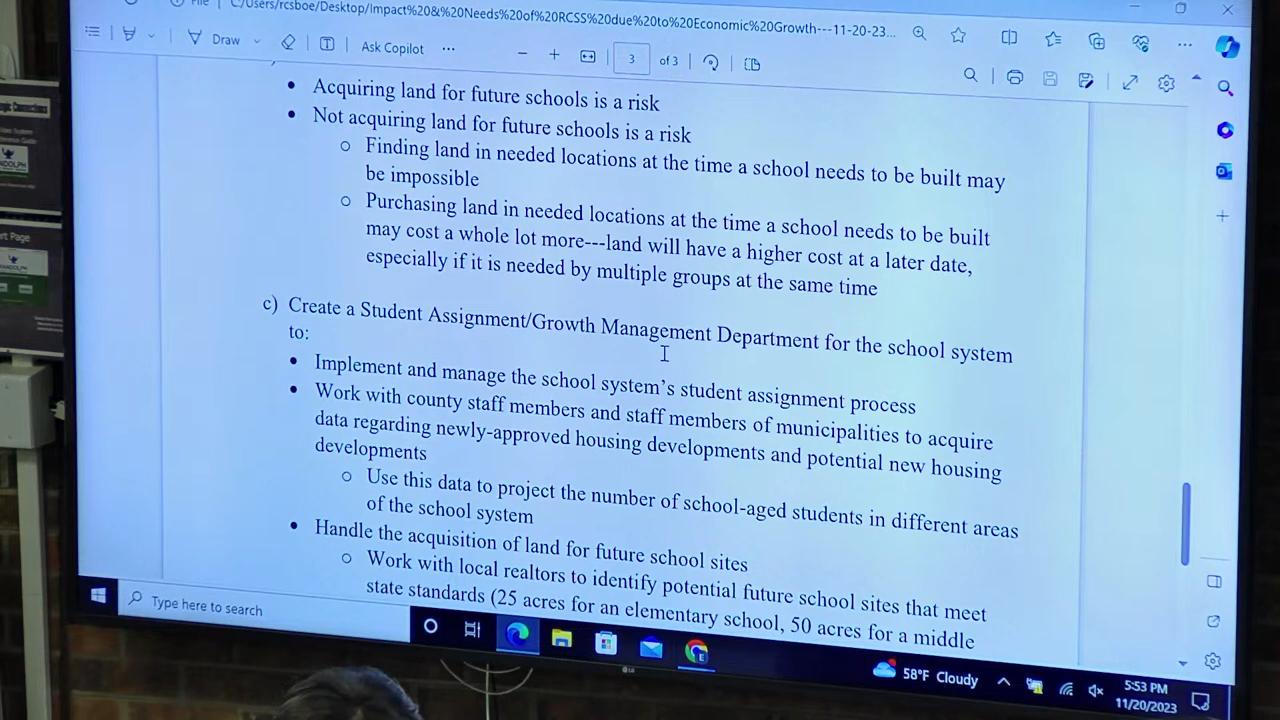 File
C:/Users/rcsboe/Desktop/Impact%20&%20Needs%20of%20RCSS%20due%20to%20Economic%20Growth---11-20-23...
Draw
Ask Copilot
3
of 3
• Acquiring land for future schools is a risk
• Not acquiring land for future schools is a risk
o Finding land in needed locations at the time a school needs to be built may
be impossible
o Purchasing land in needed locations at the time a school needs to be built
may cost a whole lot more---land will have a higher cost at a later date,
especially if it is needed by multiple groups at the same time
c) Create a Student Assignment/Growth Management Department for the school system
to:
• Implement and manage the school system's student assignment process
• Work with county staff members and staff members of municipalities to acquire
data regarding newly-approved housing developments and potential new housing
developments
o Use this data to project the number of school-aged students in different areas
of the school system
• Handle the acquisition of land for future school sites
o Work with local realtors to identify potential future school sites that meet
state standards (25 acres for an elementary school, 50 acres for a middle
Type here to search
58°F Cloudy
5:53 PM
11/20/2023
LG